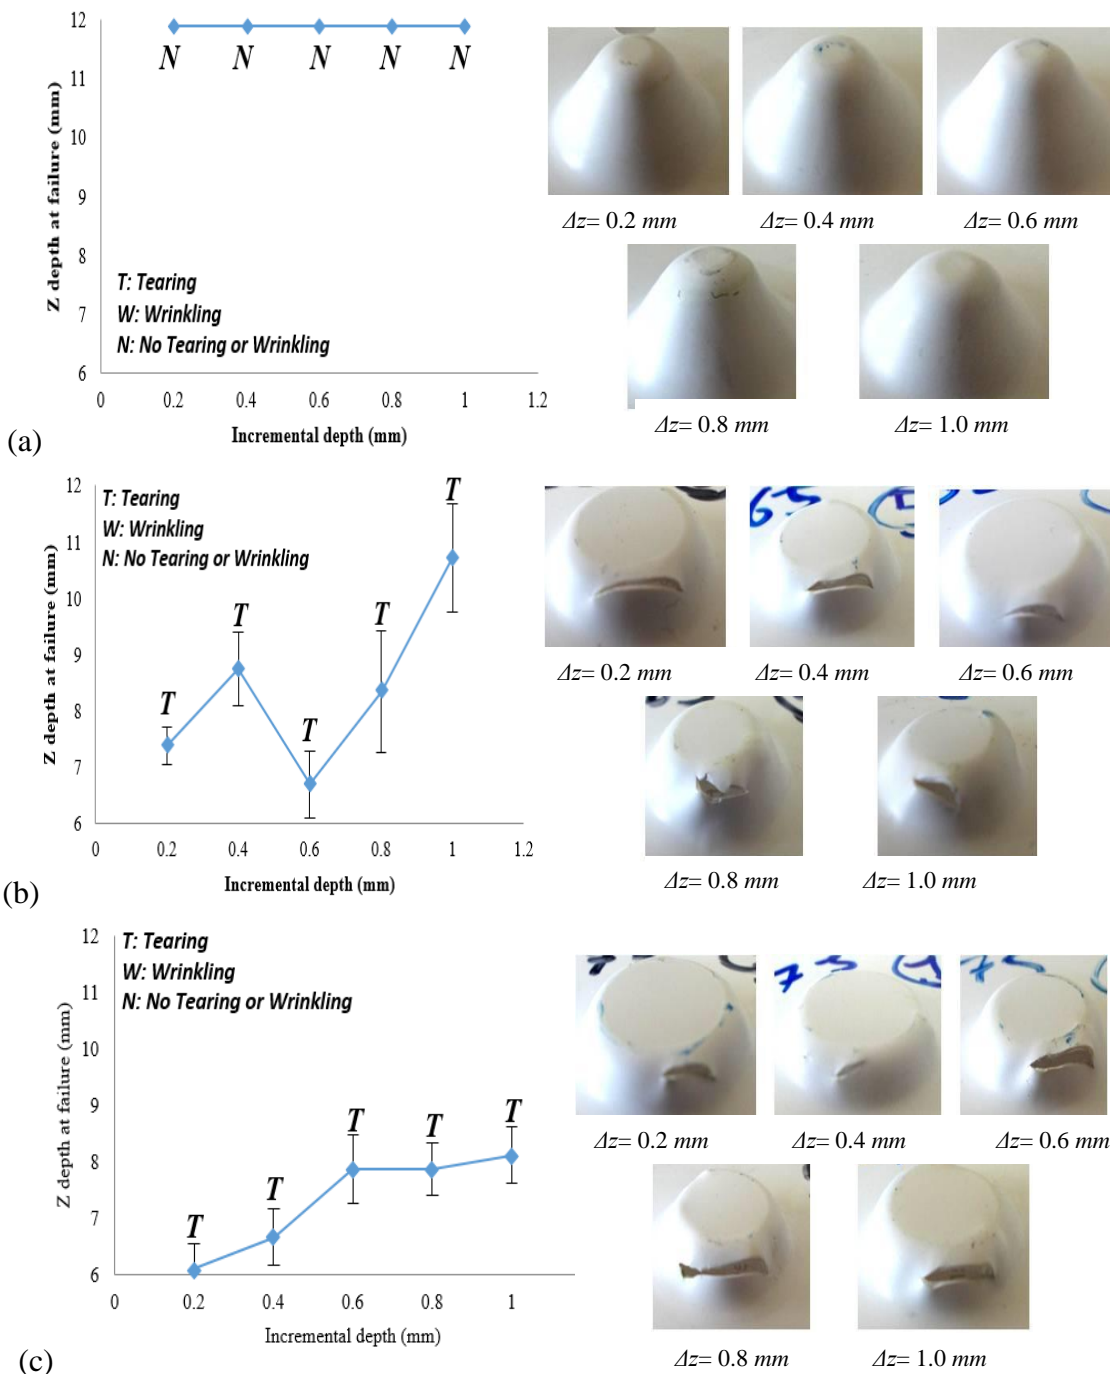 12
11
10
9
8
7
6
Z depth at failure (mm)
N N N N N
T: Tearing
W: Wrinkling
N: No Tearing or Wrinkling
0 0.2 0.4 0.6 0.8 1 1.2
Incremental depth (mm)
(a)
Δz= 0.2 mm
Δz= 0.4 mm
Δz= 0.6 mm
Δz= 0.8 mm
Δz= 1.0 mm
12
11
10
9
8
7
6
Z depth at failure (mm)
T: Tearing
W: Wrinkling
N: No Tearing or Wrinkling
T T T T T
0 0.2 0.4 0.6 0.8 1 1.2
Incremental depth (mm)
(b)
65
Δz= 0.2 mm
Δz= 0.4 mm
Δz= 0.6 mm
Δz= 0.8 mm
Δz= 1.0 mm
12
11
10
9
8
7
6
Z depth at failure (mm)
T: Tearing
W: Wrinkling
N: No Tearing or Wrinkling
T T T T T
0 0.2 0.4 0.6 0.8 1
Incremental depth (mm)
(c)
75
75
Δz= 0.2 mm
Δz= 0.4 mm
Δz= 0.6 mm
Δz= 0.8 mm
Δz= 1.0 mm